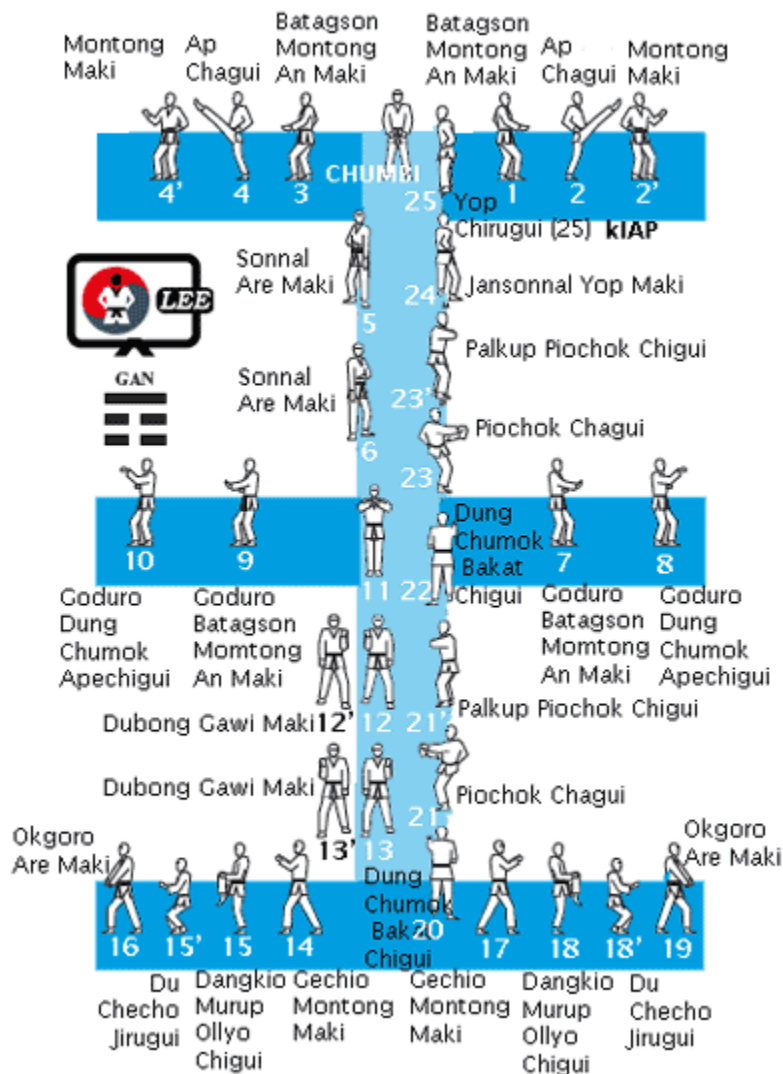 Montong
Maki
Ap
Chagui
Batagson
Montong
An Maki
Batagson
Montong
An Maki
Ap
Chagui
Montong
Maki
4'
4
3
CHUMBI
25
1
2
2'
Yop
Chirugui (25) kIAP
Sonnal
Are Maki
5
24
Jansonnal Yop Maki
LEE
GAN
Sonnal
Are Maki
6
23'
Palkup Piochok Chigui
Piochok Chagui
23
10
9
11
22
Dung
Chumok
Bakat
Chigui
7
8
Goduro
Dung
Chumok
Apechigui
Goduro
Batagson
Momtong
An Maki
Goduro
Batagson
Momtong
An Maki
Goduro
Dung
Chumok
Apechigui
Dubong Gawi Maki
12'
12
21'
Palkup Piochok Chigui
Dubong Gawi Maki
13'
13
21
Piochok Chagui
Okgoro
Are Maki
Okgoro
Are Maki
Dung
Chumok
Bakat
Chigui
20
16
15'
15
14
17
18
18'
19
Du
Checho
Jirugui
Dangkio
Murup
Ollyo
Chigui
Gechio
Montong
Maki
Gechio
Montong
Maki
Dangkio
Murup
Ollyo
Chigui
Du
Checho
Jirugui